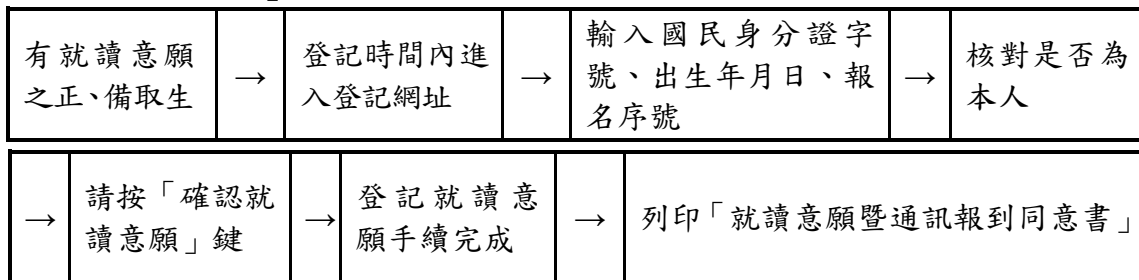 有就讀意願
之正、備取生
→
登記時間內進
入登記網址
→
輸入國民身分證字
號、出生年月日、報
名序號
→
核對是否為
本人
→
請按「確認就
讀意願」鍵
→
登記就讀意
願手續完成
→
列印「就讀意願暨通訊報到同意書」